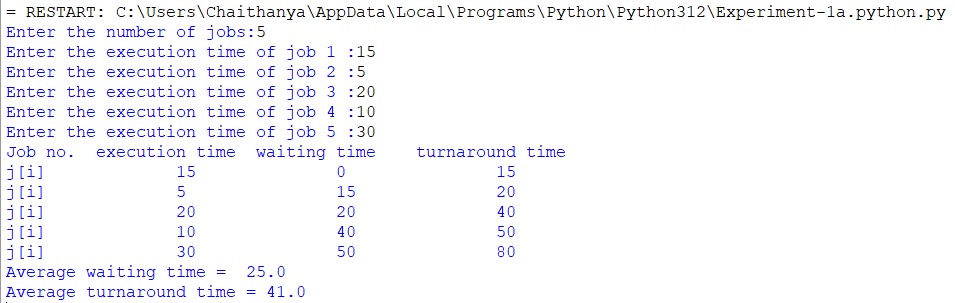 = RESTART: C:\Users\Chaithanya\AppData\Local\Programs\Python\Python312\Experiment-1a.python.py
Enter the number of jobs:5
Enter the execution time of job 1 :15
Enter the execution time of job 2 :5
Enter the execution time of job 3 :20
Enter the execution time of job 4 :10
Enter the execution time of job 5 :30
Job no.  execution time  waiting time    turnaround time
j[i]             15              0               15
j[i]             5               15              20
j[i]             20              20              40
j[i]             10              40              50
j[i]             30              50              80
Average waiting time =  25.0
Average turnaround time = 41.0